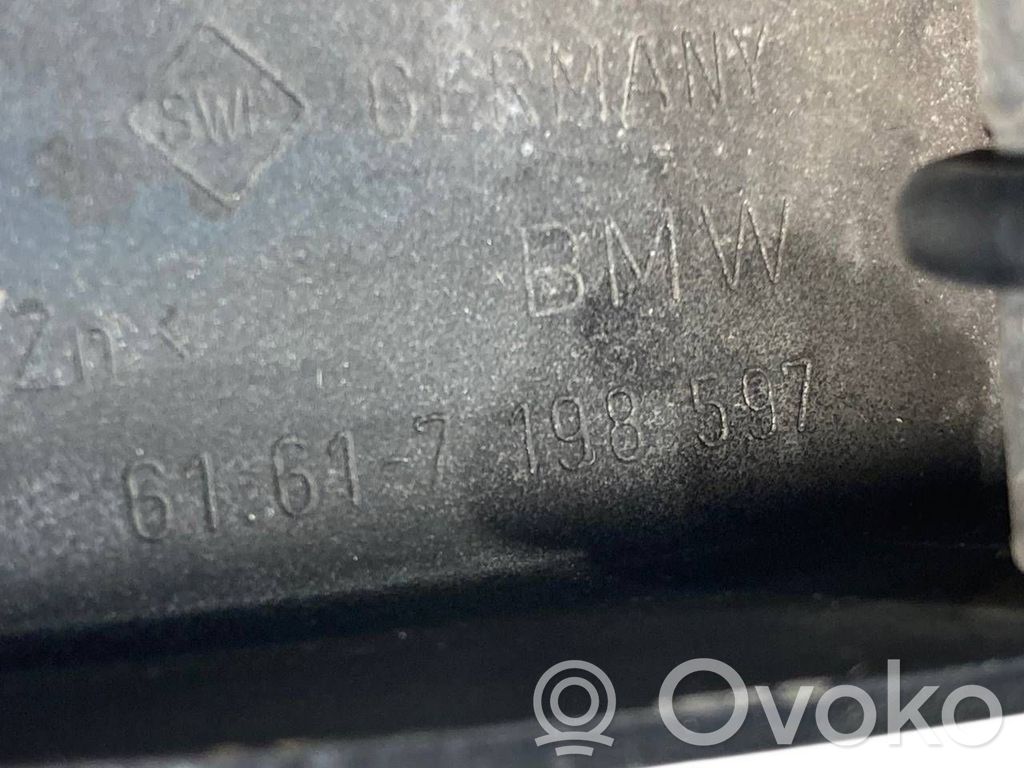 SWF GERMANY
BMW
Zn<
61.61-7 198 597
Ovoko